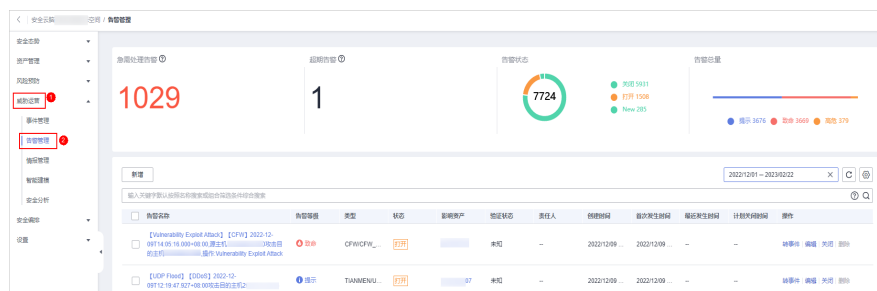 安全云脑 空间 / 告警管理
安全态势
资产管理
风险预防
威胁运营 1
事件管理
告警管理 2
情报管理
智能建模
安全分析
安全编排
设置
急需处理告警
1029
超期告警
1
告警状态
7724
关闭 5931
打开 1508
New 285
告警总量
提示 3676 致命 3669 高危 379
新增
2022/12/01 ~ 2023/02/22
输入关键字默认按照名称搜索或组合筛选条件综合搜索
告警名称 告警等级 类型 状态 影响资产 验证状态 责任人 创建时间 首次发生时间 最近发生时间 计划关闭时间 操作
【Vulnerability Exploit Attack】【CFW】2022-12-
09T14:05:16.000+08:00,源主机 攻击目
的主机 ,操作:Vulnerability Exploit Attack
致命 CFW/CFW_... 打开 未知 -- 2022/12/09 ... 2022/12/09 ... -- -- 转事件 编辑 关闭 删除
【UDP Flood】【DDoS】2022-12-
09T12:19:47.927+08:00攻击目的主机2
提示 TIANMEN/U... 打开 67 未知 -- 2022/12/09 ... 2022/12/09 ... -- -- 转事件 编辑 关闭 删除